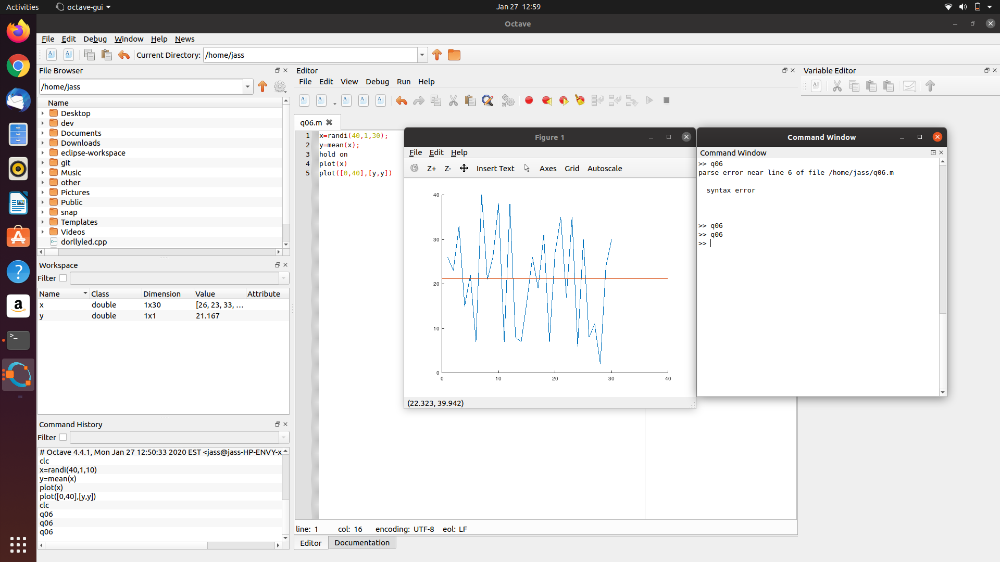 Activities octave-gui Jan 27 12:59
Octave
File Edit Debug Window Help News
Current Directory: /home/jass
File Browser
/home/jass
Name
Desktop
dev
Documents
Downloads
eclipse-workspace
git
Music
other
Pictures
Public
snap
Templates
Videos
dorllyled.cpp
Workspace
Filter
Name Class Dimension Value Attribute
x double 1x30 [26, 23, 33, ...
y double 1x1 21.167
Command History
Filter
# Octave 4.4.1, Mon Jan 27 12:50:33 2020 EST <jass@jass-HP-ENVY-x
clc
x=randi(40,1,10)
y=mean(x)
plot(x)
plot([0,40],[y,y])
clc
q06
q06
q06
Editor
File Edit View Debug Run Help
q06.m
1 x=randi(40,1,30);
2 y=mean(x);
3 hold on
4 plot(x)
5 plot([0,40],[y,y])
line: 1 col: 16 encoding: UTF-8 eol: LF
Editor Documentation
Figure 1
File Edit Help
Z+ Z- Insert Text Axes Grid Autoscale
40
30
20
10
0
0 10 20 30 40
(22.323, 39.942)
Command Window
Command Window
>> q06
parse error near line 6 of file /home/jass/q06.m
syntax error
>> q06
>> q06
>>
Variable Editor